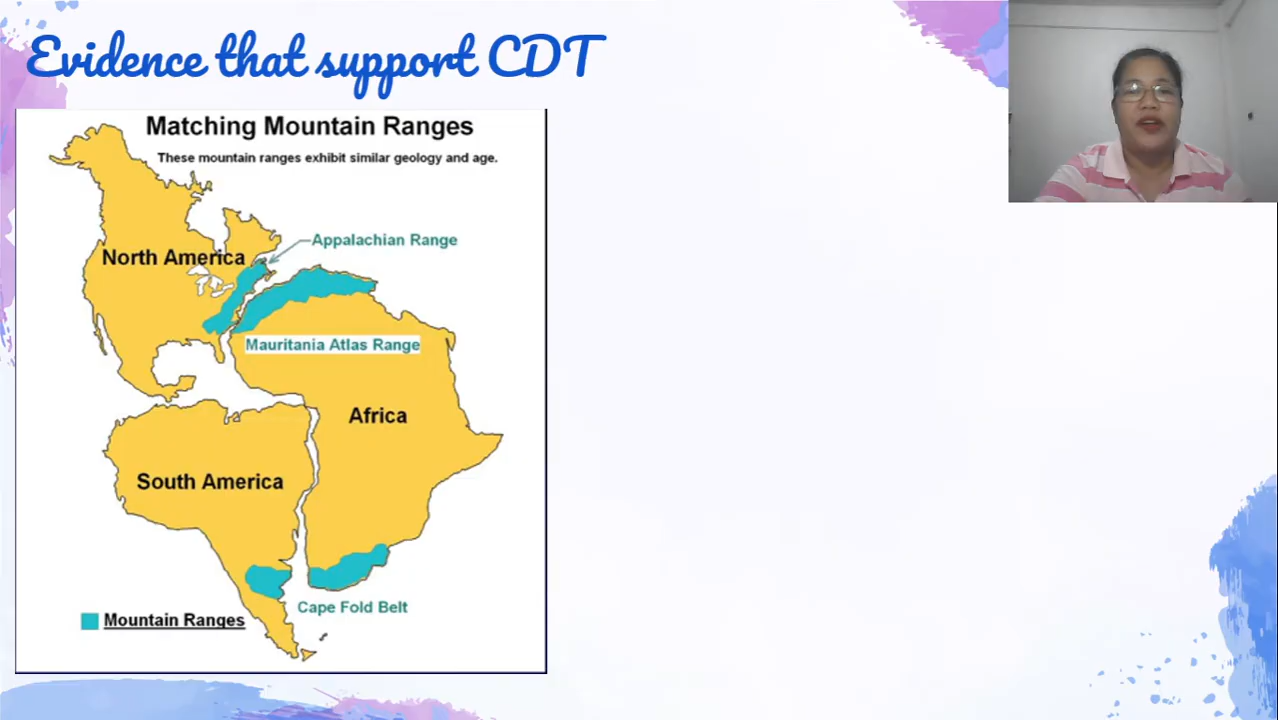 Evidence that support CDT
Matching Mountain Ranges
These mountain ranges exhibit similar geology and age.
Appalachian Range
North America
Mauritania Atlas Range
Africa
South America
Cape Fold Belt
Mountain Ranges